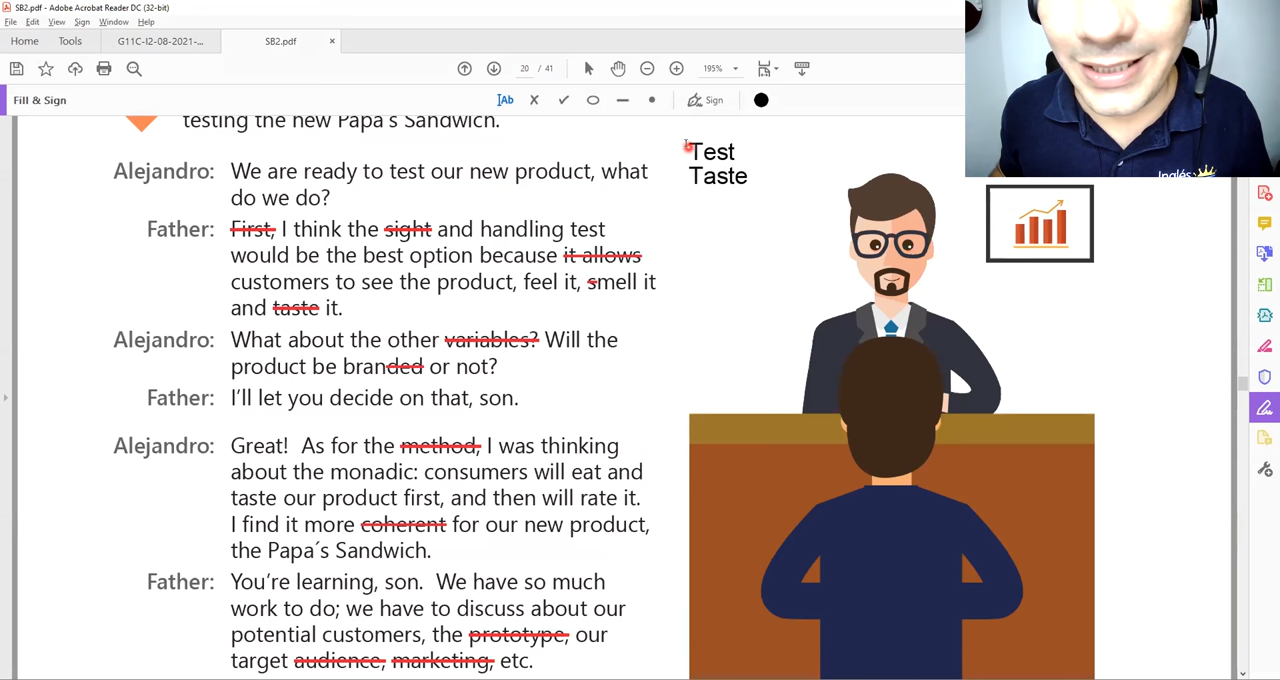 SB2.pdf - Adobe Acrobat Reader DC (32-bit)
File Edit View Sign Window Help
Home Tools G11C-I2-08-2021-... SB2.pdf ×
20 / 41 195%
Fill & Sign Ab Sign
testing the new Papa's Sandwich.
Test
Taste
Alejandro: We are ready to test our new product, what
do we do?
Father: First, I think the sight and handling test
would be the best option because it allows
customers to see the product, feel it, smell it
and taste it.
Alejandro: What about the other variables? Will the
product be branded or not?
Father: I'll let you decide on that, son.
Alejandro: Great! As for the method, I was thinking
about the monadic: consumers will eat and
taste our product first, and then will rate it.
I find it more coherent for our new product,
the Papa´s Sandwich.
Father: You're learning, son. We have so much
work to do; we have to discuss about our
potential customers, the prototype, our
target audience, marketing, etc.
Inglés